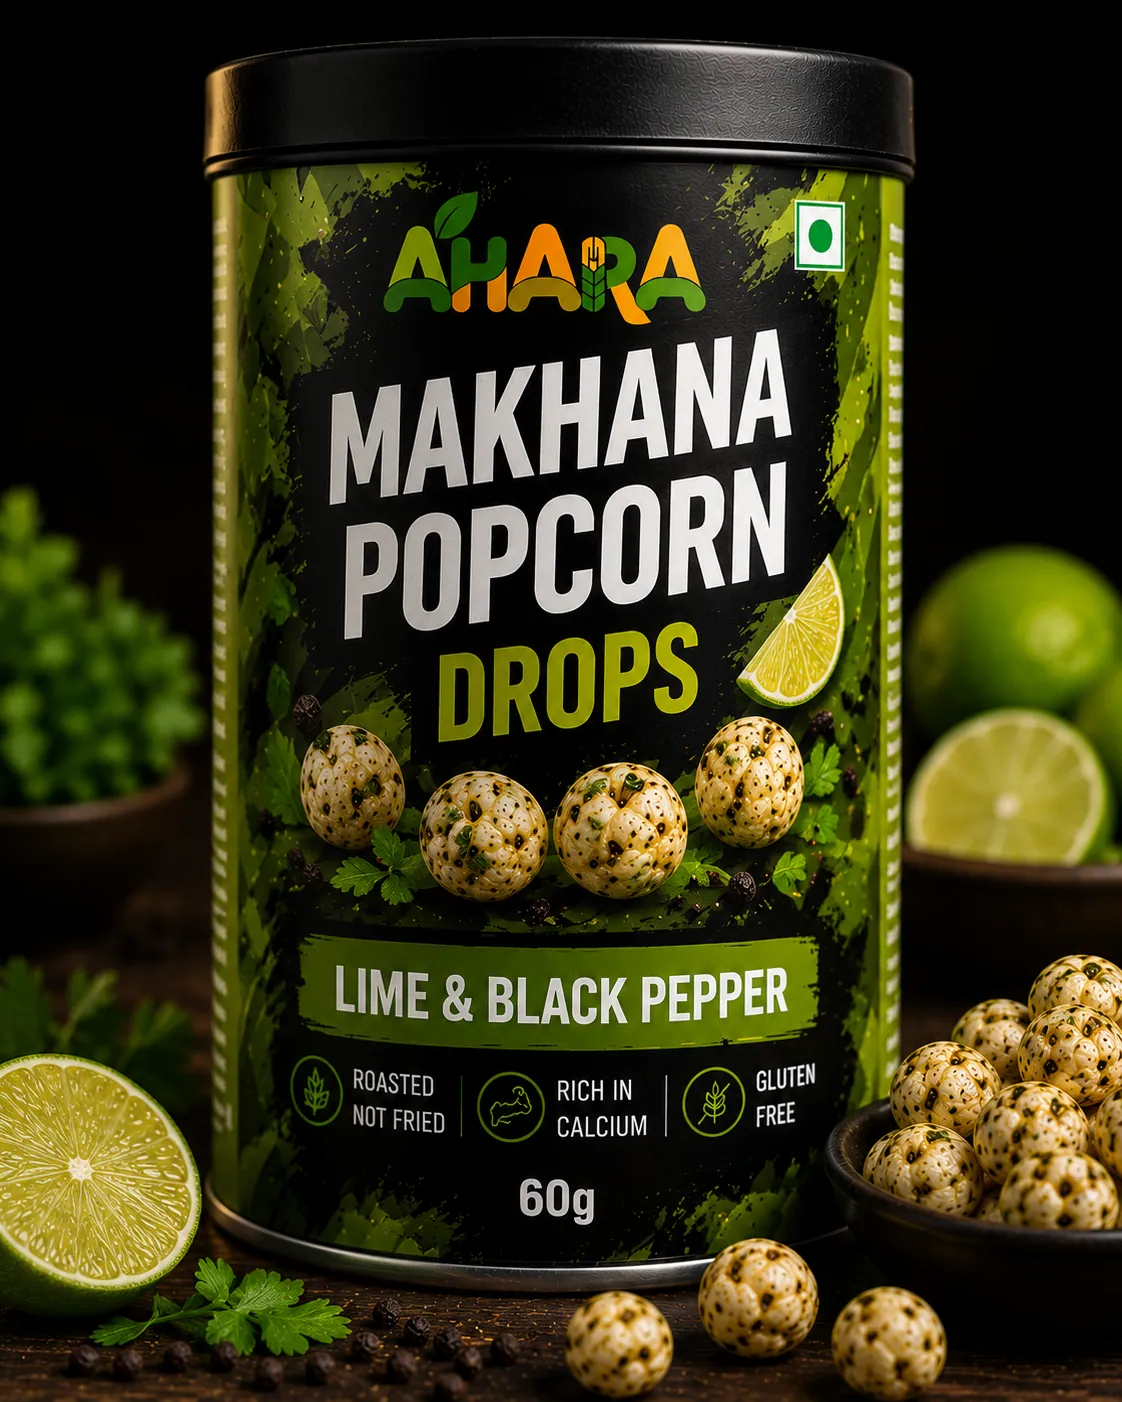 AHARA
MAKHANA
POPCORN
DROPS
LIME & BLACK PEPPER
ROASTED
NOT FRIED
RICH IN
CALCIUM
GLUTEN
FREE
60g